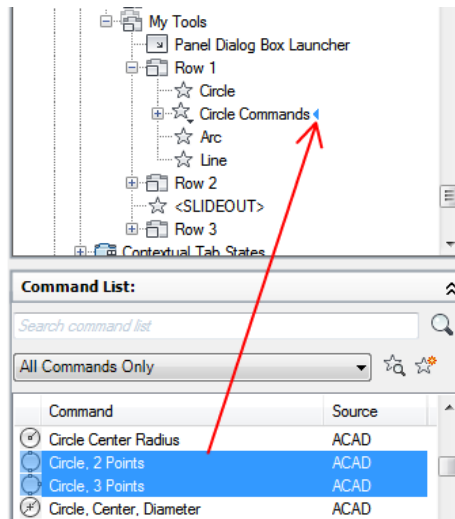 My Tools
Panel Dialog Box Launcher
Row 1
Circle
Circle Commands
Arc
Line
Row 2
<SLIDEOUT>
Row 3
Contextual Tab States
Command List:
Search command list
All Commands Only
Command Source
Circle Center Radius ACAD
Circle, 2 Points ACAD
Circle, 3 Points ACAD
Circle, Center, Diameter ACAD